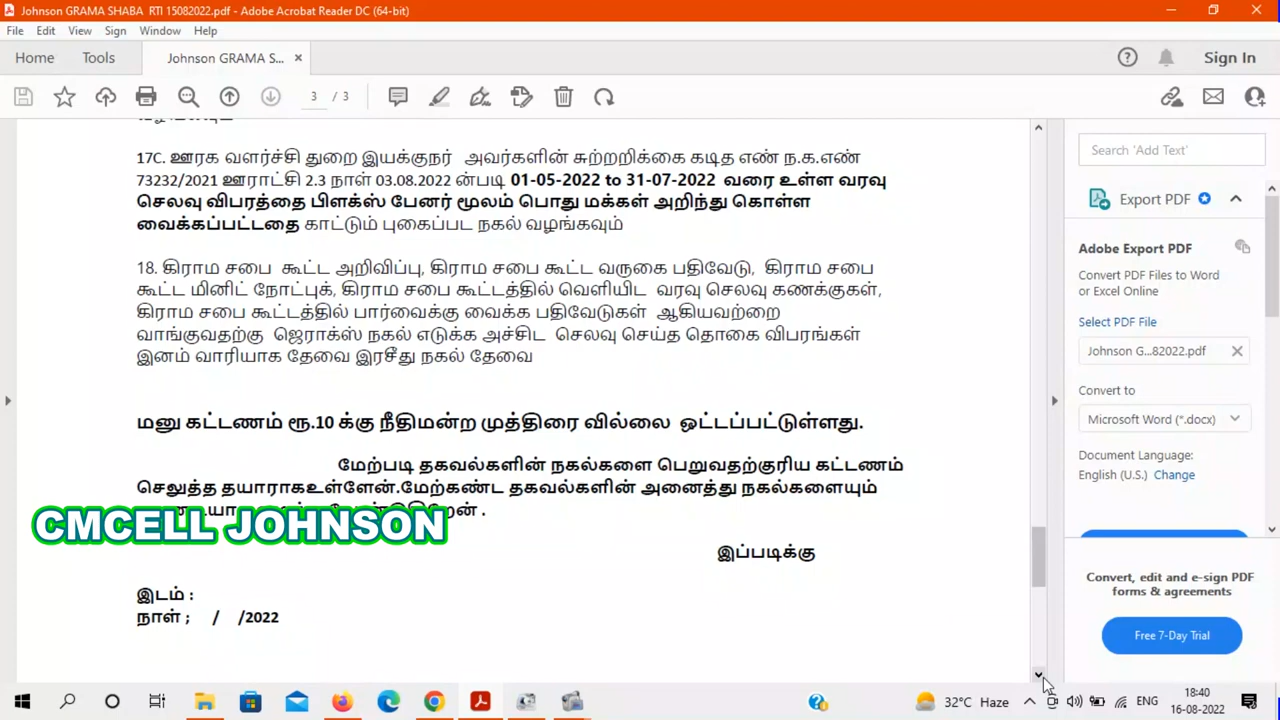 Johnson GRAMA SHABA RTI 15082022.pdf - Adobe Acrobat Reader DC (64-bit)
File Edit View Sign Window Help
Home Tools Johnson GRAMA S... × Sign In
3 / 3
Search 'Add Text'
17C. ஊரக வளர்ச்சி துறை இயக்குநர் அவர்களின் சுற்றறிக்கை கடித எண் ந.க.எண்
73232/2021 ஊராட்சி 2.3 நாள் 03.08.2022 ன்படி 01-05-2022 to 31-07-2022 வரை உள்ள வரவு
செலவு விபரத்தை பிளக்ஸ் பேனர் மூலம் பொது மக்கள் அறிந்து கொள்ள
வைக்கப்பட்டதை காட்டும் புகைப்பட நகல் வழங்கவும்
18. கிராம சபை கூட்ட அறிவிப்பு, கிராம சபை கூட்ட வருகை பதிவேடு, கிராம சபை
கூட்ட மினிட் நோட்புக், கிராம சபை கூட்டத்தில் வெளியிட வரவு செலவு கணக்குகள்,
கிராம சபை கூட்டத்தில் பார்வைக்கு வைக்க பதிவேடுகள் ஆகியவற்றை
வாங்குவதற்கு ஜெராக்ஸ் நகல் எடுக்க அச்சிட செலவு செய்த தொகை விபரங்கள்
இனம் வாரியாக தேவை இரசீது நகல் தேவை
மனு கட்டணம் ரூ.10 க்கு நீதிமன்ற முத்திரை வில்லை ஒட்டப்பட்டுள்ளது.
மேற்படி தகவல்களின் நகல்களை பெறுவதற்குரிய கட்டணம்
செலுத்த தயாராகஉள்ளேன்.மேற்கண்ட தகவல்களின் அனைத்து நகல்களையும்
CMCELL JOHNSON
இப்படிக்கு
இடம் :
நாள் ; / /2022
Export PDF
Adobe Export PDF
Convert PDF Files to Word
or Excel Online
Select PDF File
Johnson G...82022.pdf
Convert to
Microsoft Word (*.docx)
Document Language:
English (U.S.) Change
Convert, edit and e-sign PDF
forms & agreements
Free 7-Day Trial
32°C Haze ENG 18:40
16-08-2022